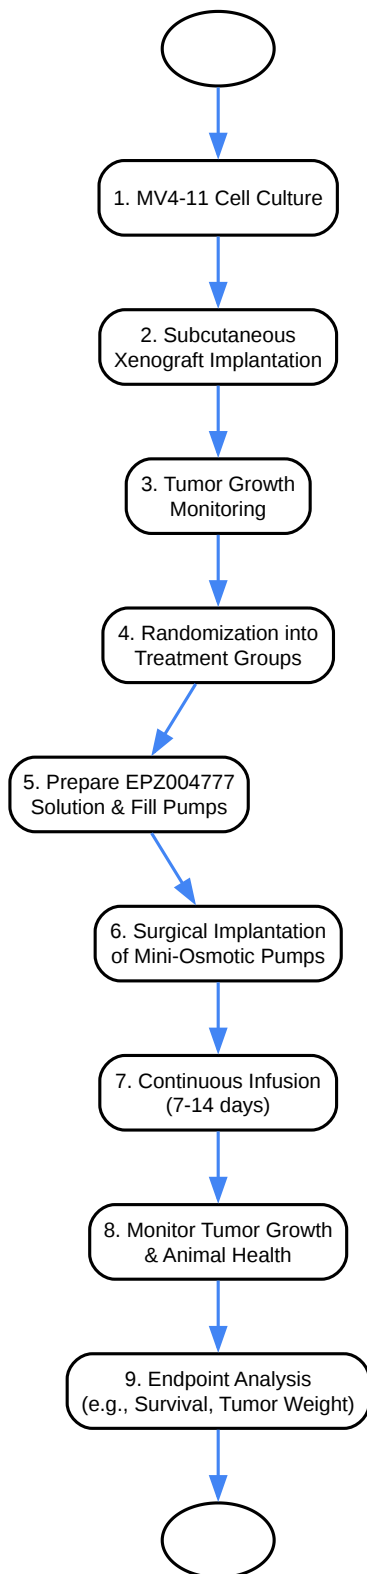 1. MV4-11 Cell Culture
2. Subcutaneous
Xenograft Implantation
3. Tumor Growth
Monitoring
4. Randomization into
Treatment Groups
5. Prepare EPZ004777
Solution & Fill Pumps
6. Surgical Implantation
of Mini-Osmotic Pumps
7. Continuous Infusion
(7-14 days)
8. Monitor Tumor Growth
& Animal Health
9. Endpoint Analysis
(e.g., Survival, Tumor Weight)